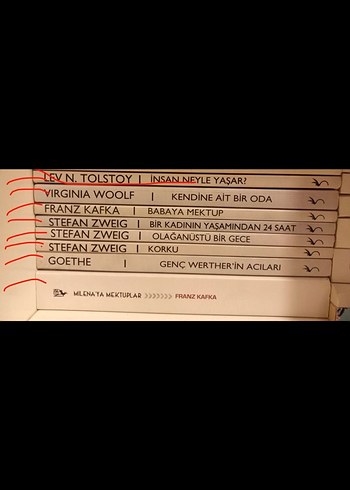 LEV N. TOLSTOY | İNSAN NEYLE YAŞAR?
VIRGINIA WOOLF | KENDİNE AİT BİR ODA
FRANZ KAFKA | BABAYA MEKTUP
STEFAN ZWEIG | BİR KADININ YAŞAMINDAN 24 SAAT
STEFAN ZWEIG | OLAĞANÜSTÜ BİR GECE
STEFAN ZWEIG | KORKU
GOETHE | GENÇ WERTHER'İN ACILARI
MILENA'YA MEKTUPLAR >>>>>>> FRANZ KAFKA